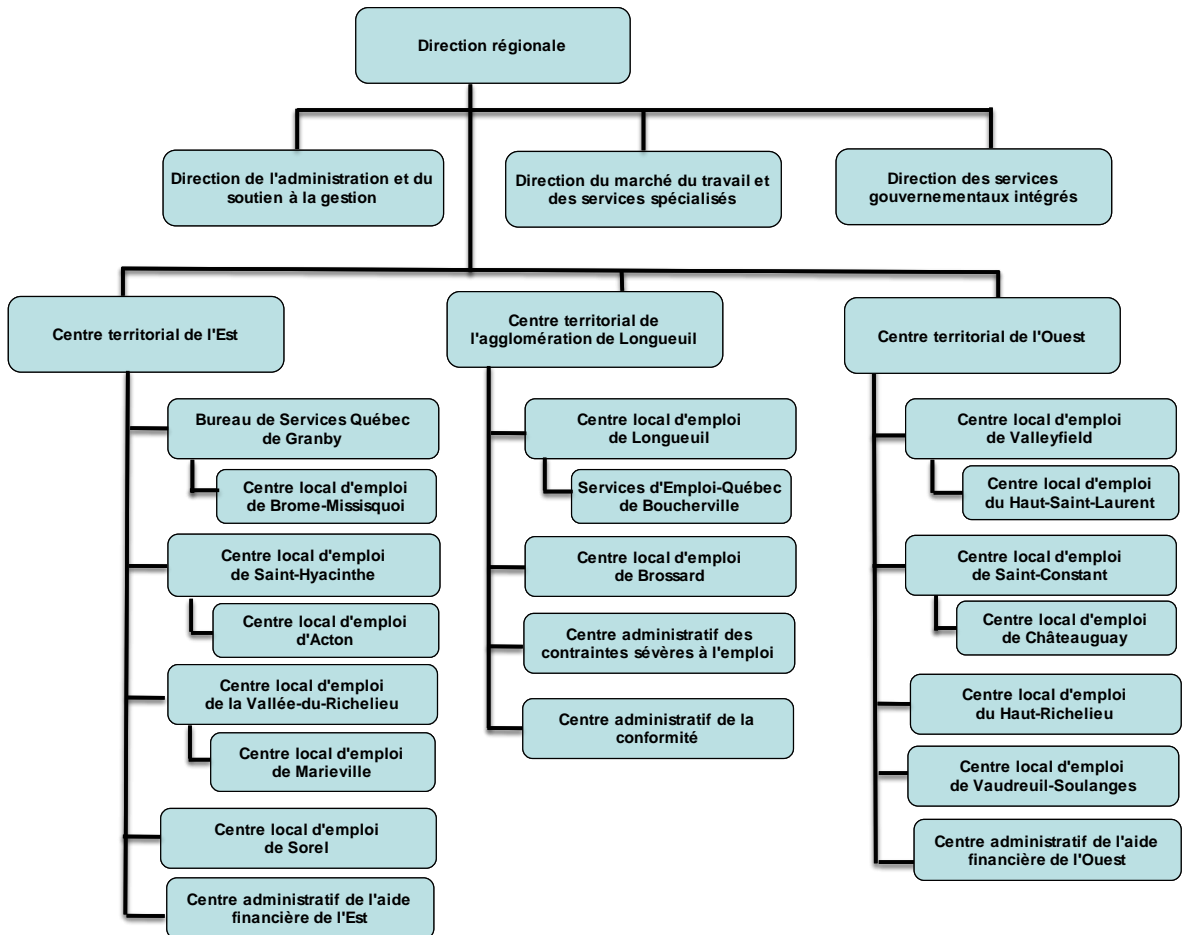 Direction régionale
Direction de l'administration et du
soutien à la gestion
Direction du marché du travail et
des services spécialisés
Direction des services
gouvernementaux intégrés
Centre territorial de l'Est
Centre territorial de
l'agglomération de Longueuil
Centre territorial de l'Ouest
Bureau de Services Québec
de Granby
Centre local d'emploi
de Brome-Missisquoi
Centre local d'emploi
de Saint-Hyacinthe
Centre local d'emploi
d'Acton
Centre local d'emploi
de la Vallée-du-Richelieu
Centre local d'emploi
de Marieville
Centre local d'emploi
de Sorel
Centre administratif de l'aide
financière de l'Est
Centre local d'emploi
de Longueuil
Services d'Emploi-Québec
de Boucherville
Centre local d'emploi
de Brossard
Centre administratif des
contraintes sévères à l'emploi
Centre administratif de la
conformité
Centre local d'emploi
de Valleyfield
Centre local d'emploi
du Haut-Saint-Laurent
Centre local d'emploi
de Saint-Constant
Centre local d'emploi
de Châteauguay
Centre local d'emploi
du Haut-Richelieu
Centre local d'emploi
de Vaudreuil-Soulanges
Centre administratif de l'aide
financière de l'Ouest